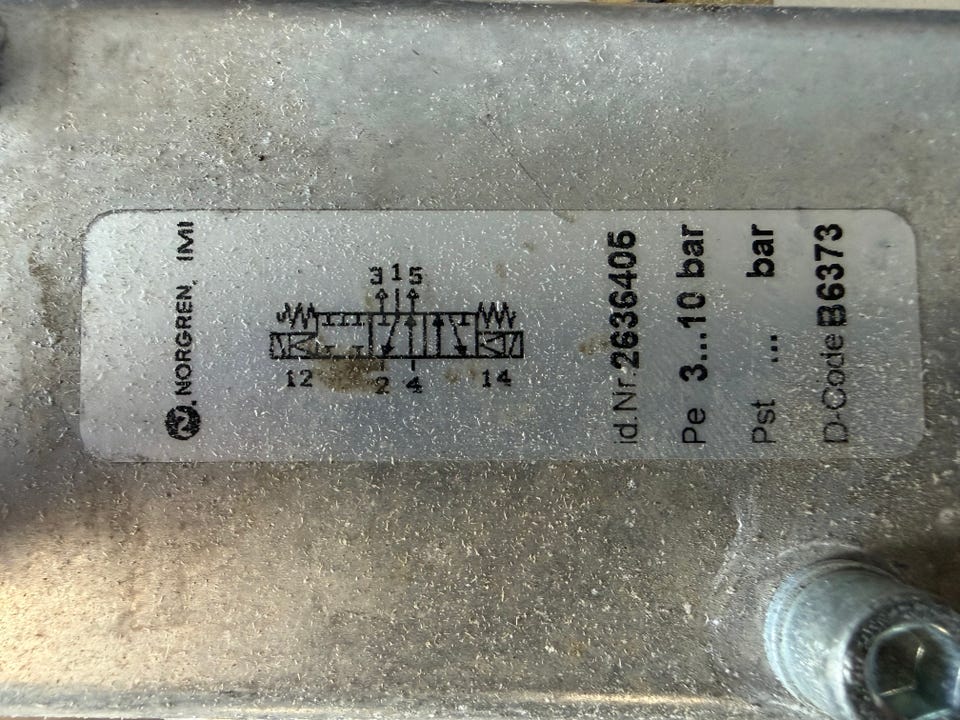 NORGREN. IMI
3 1 5
12 2 4 14
Id.Nr.2636405
Pe 3...10 bar
Pst ... bar
D-Code B6373